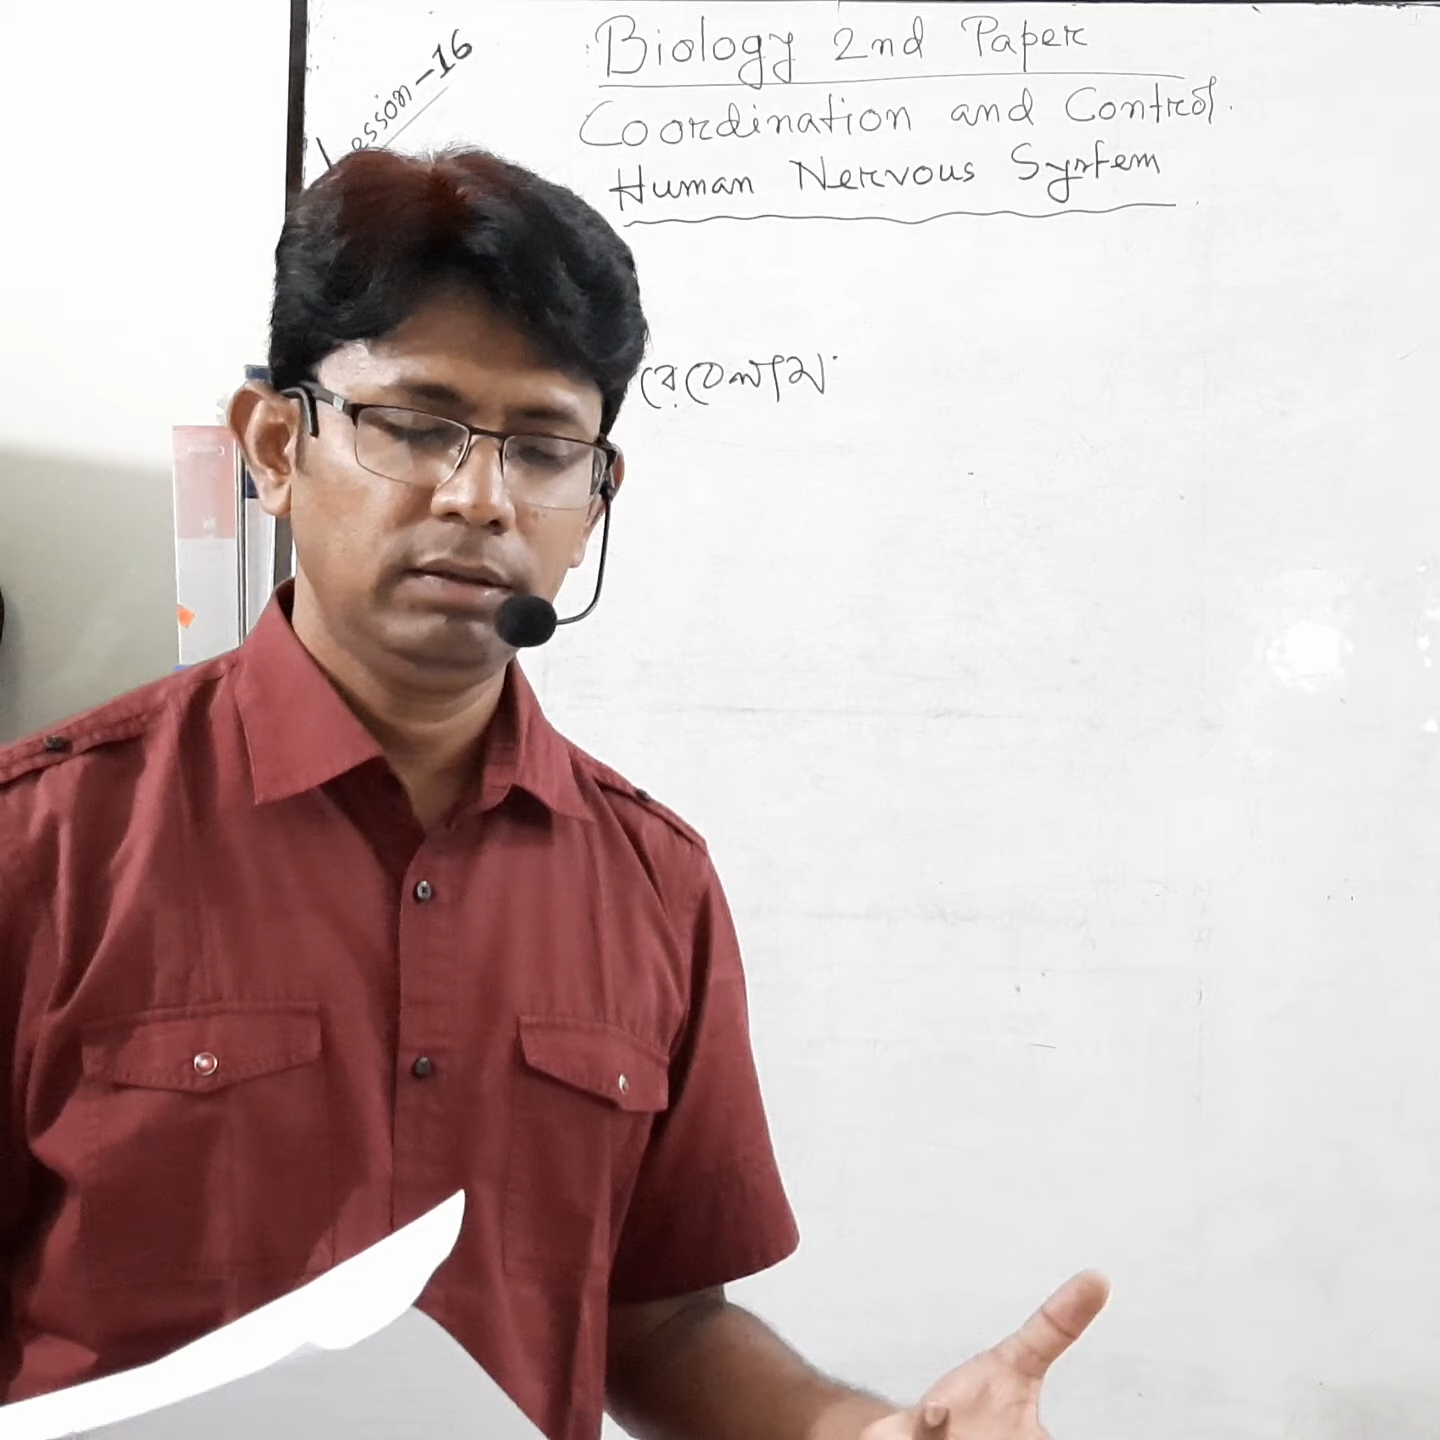 Lesson-16
Biology 2nd Paper
Coordination and Control.
Human Nervous System